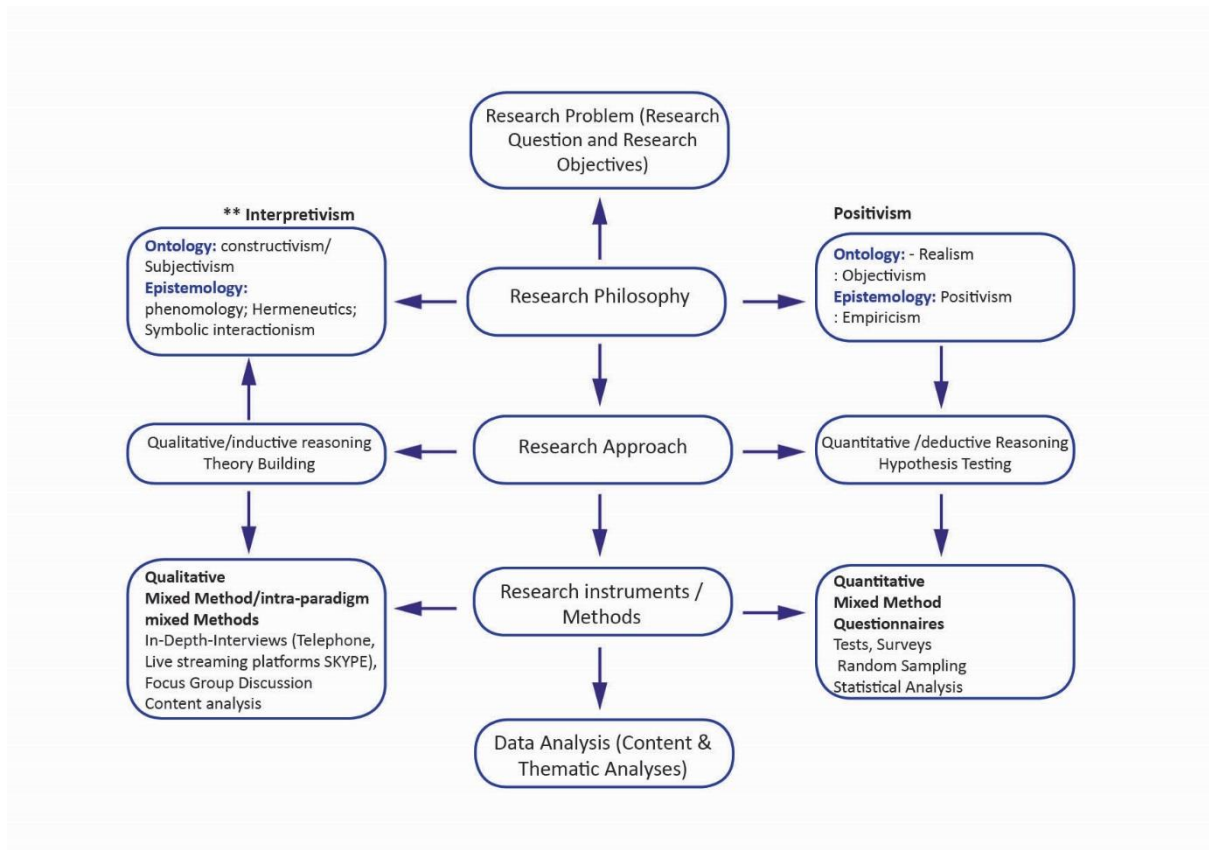 Research Problem (Research
Question and Research
Objectives)
** Interpretivism
Ontology: constructivism/
Subjectivism
Epistemology:
phenomology; Hermeneutics;
Symbolic interactionism
Research Philosophy
Positivism
Ontology: - Realism
: Objectivism
Epistemology: Positivism
: Empiricism
Qualitative/inductive reasoning
Theory Building
Research Approach
Quantitative /deductive Reasoning
Hypothesis Testing
Qualitative
Mixed Method/intra-paradigm
mixed Methods
In-Depth-Interviews (Telephone,
Live streaming platforms SKYPE),
Focus Group Discussion
Content analysis
Research instruments /
Methods
Quantitative
Mixed Method
Questionnaires
Tests, Surveys
Random Sampling
Statistical Analysis
Data Analysis (Content &
Thematic Analyses)